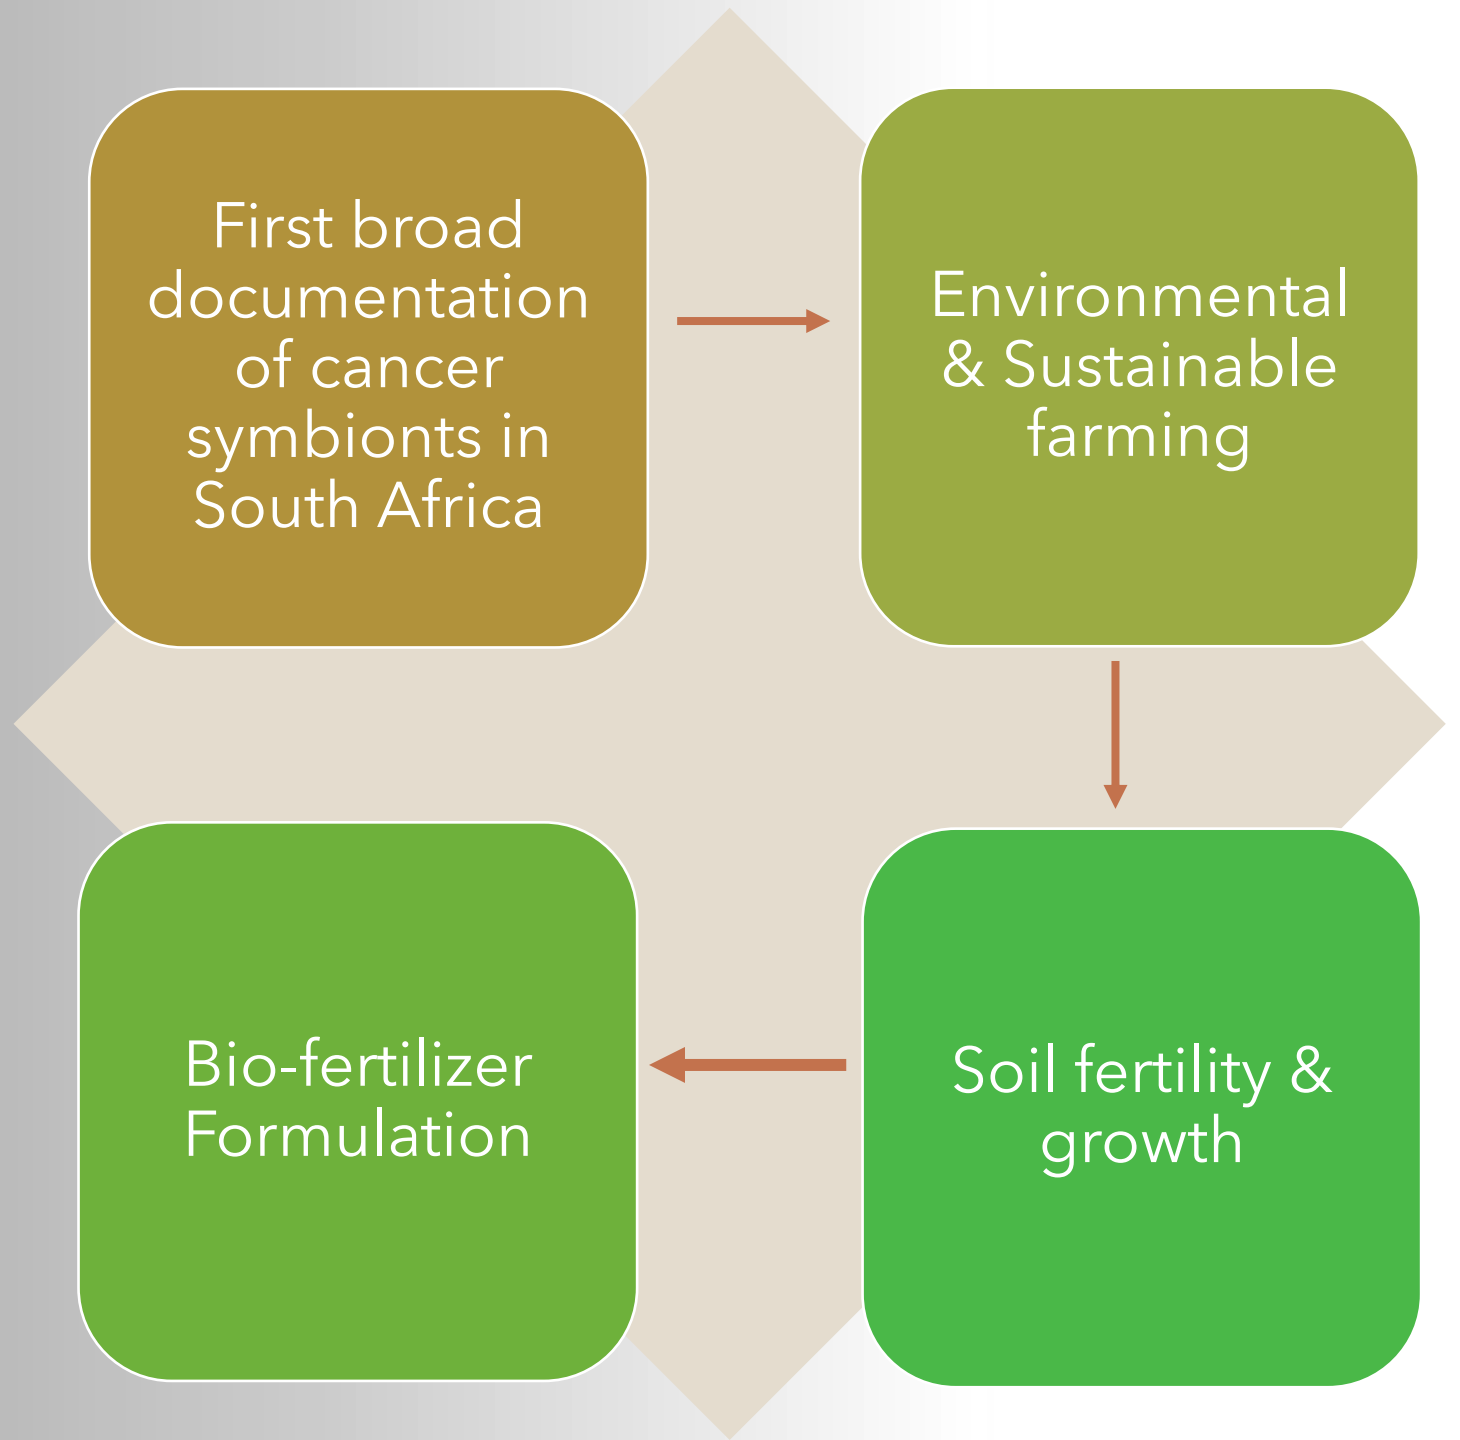 First broad
documentation
of cancer
symbionts in
South Africa
Environmental
& Sustainable
farming
Soil fertility &
growth
Bio-fertilizer
Formulation